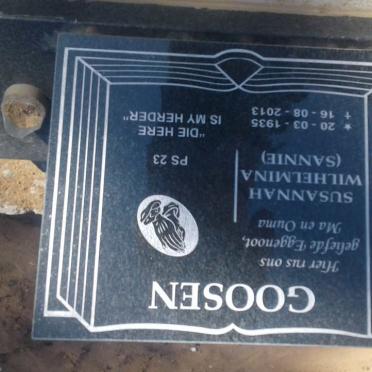 GOOSEN
Hier rus ons
geliefde Eggenoot,
Ma en Ouma
SUSANNAH
WILHELMINA
(SANNIE)
★ 20 - 03 - 1935
† 16 - 08 - 2013
PS 23
"DIE HERE
IS MY HERDER"